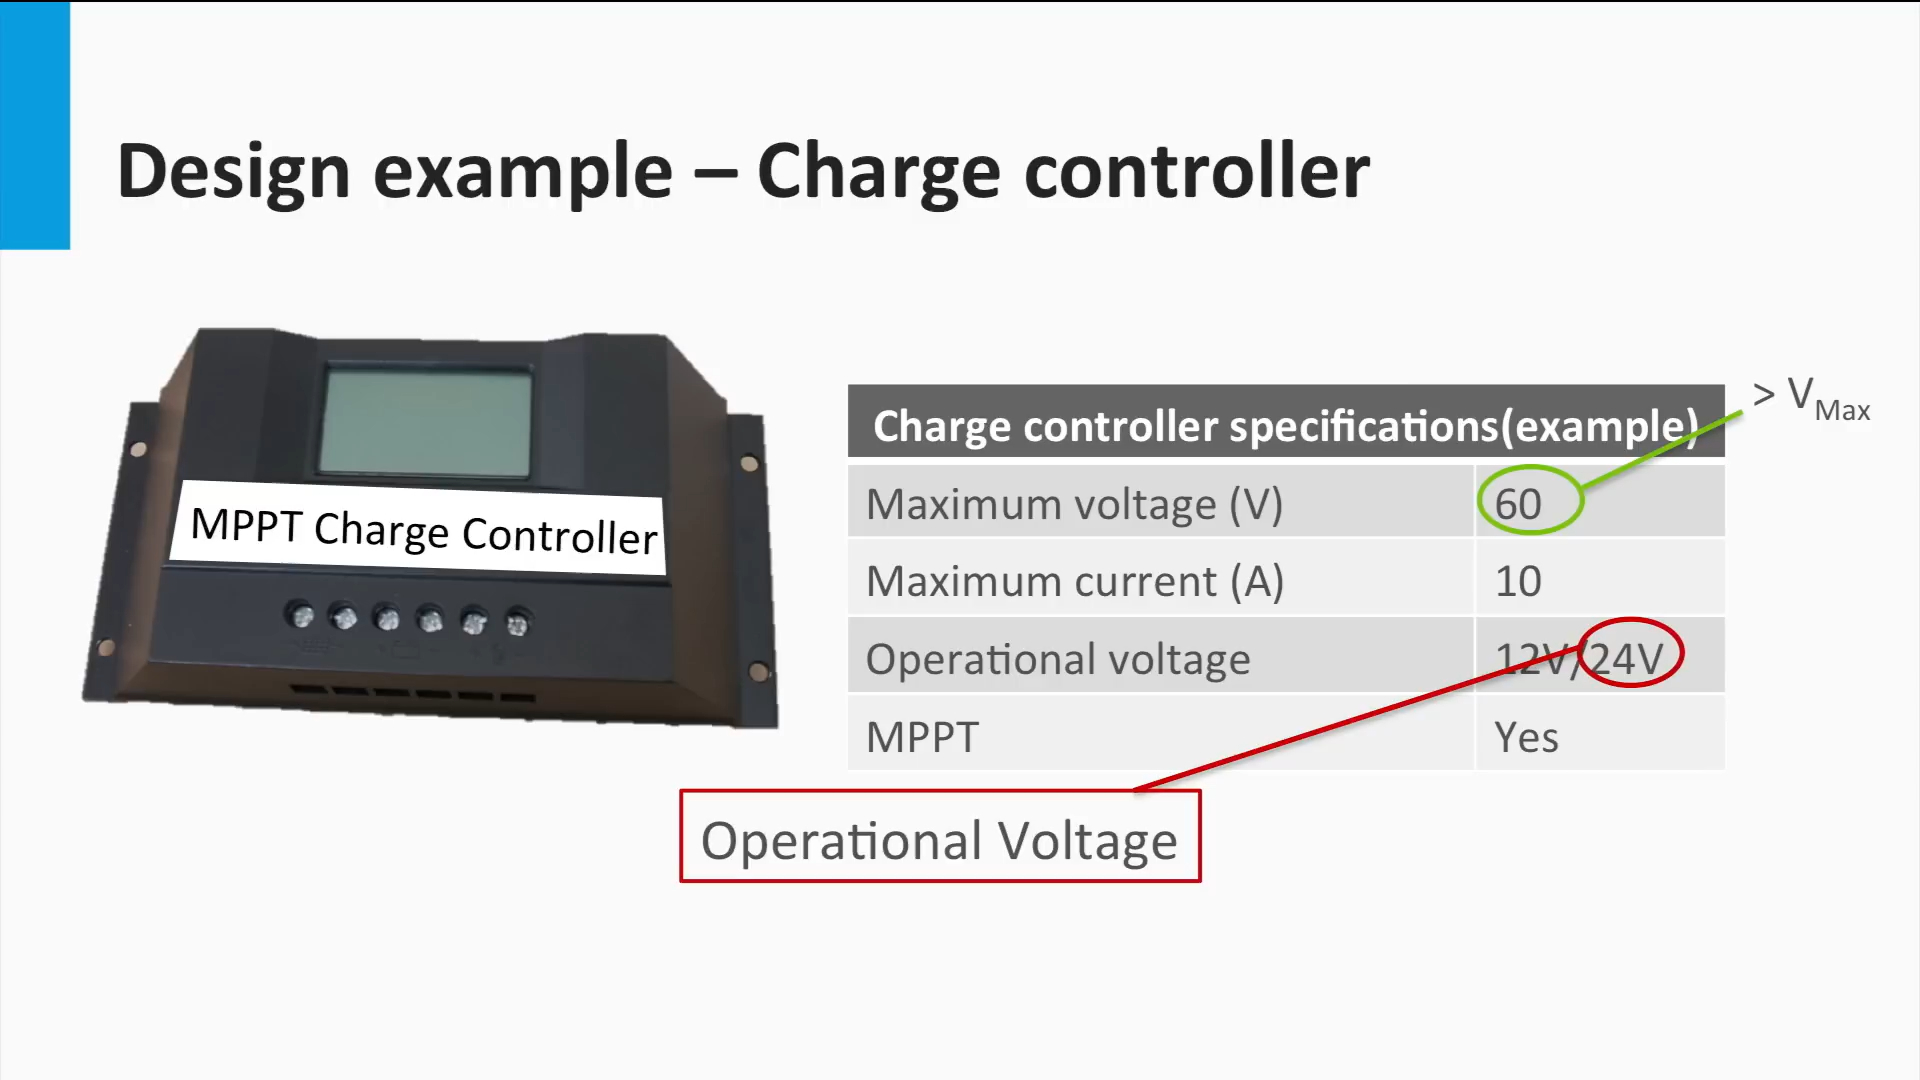 Design example – Charge controller
MPPT Charge Controller
Charge controller specifications(example)
> VMax
Maximum voltage (V) 60
Maximum current (A) 10
Operational voltage 12V/24V
MPPT Yes
Operational Voltage